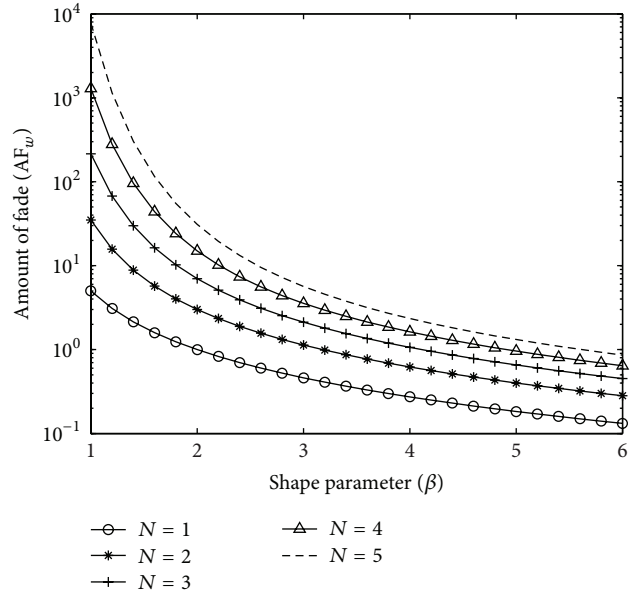 10^4
10^3
10^2
10^1
10^0
10^−1
Amount of fade (AF_w)
1 2 3 4 5 6
Shape parameter (β)
N = 1
N = 2
N = 3
N = 4
N = 5